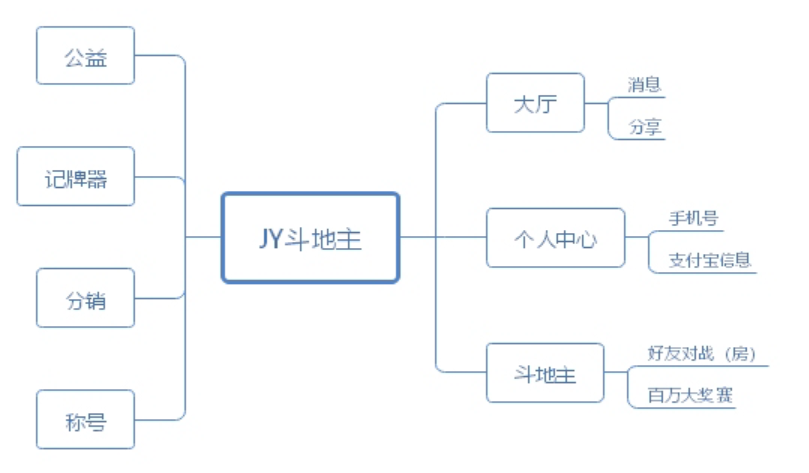 公益
记牌器
分销
称号
JY斗地主
大厅
消息
分享
个人中心
手机号
支付宝信息
斗地主
好友对战（房）
百万大奖赛